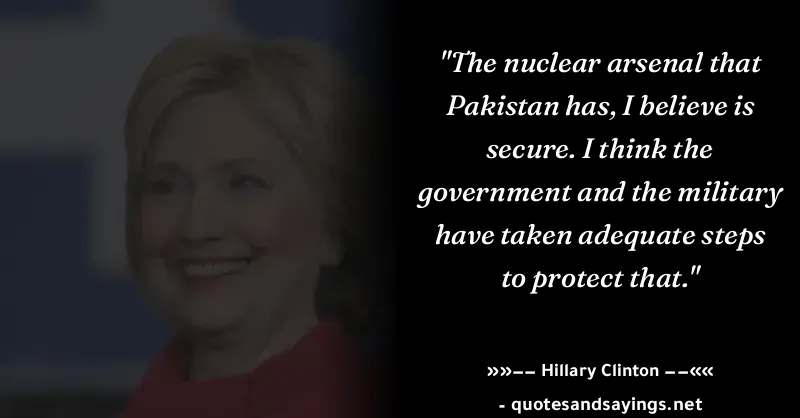 "The nuclear arsenal that
Pakistan has, I believe is
secure. I think the
government and the military
have taken adequate steps
to protect that."
»»−− Hillary Clinton −−««
- quotesandsayings.net